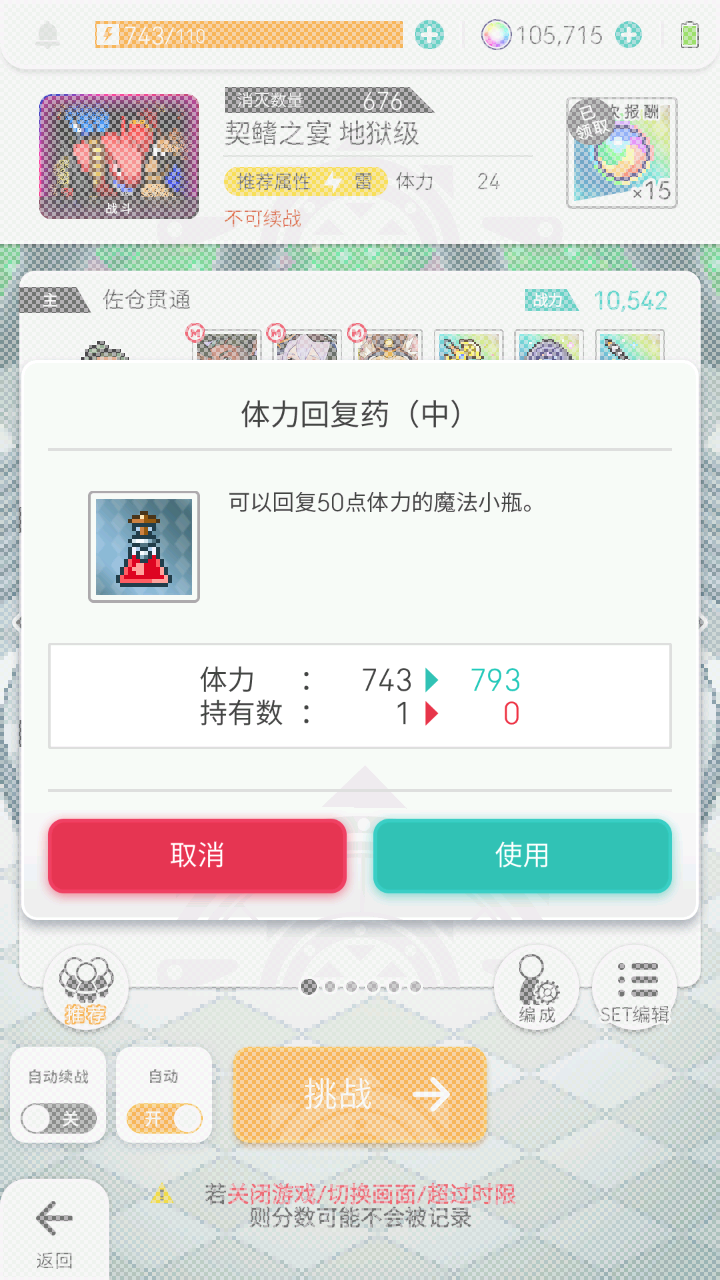 743/110
105,715
消灭数量 676
契鳍之宴 地狱级
推荐属性 雷 体力 24
不可续战
战斗
次报酬
已领取
×15
主 佐仓贯通
战力 10,542
体力回复药（中）
可以回复50点体力的魔法小瓶。
体力 ： 743 793
持有数 ： 1 0
取消
使用
推荐
编成
SET编辑
自动续战
关
自动
开
挑战
若关闭游戏/切换画面/超过时限
则分数可能不会被记录
返回